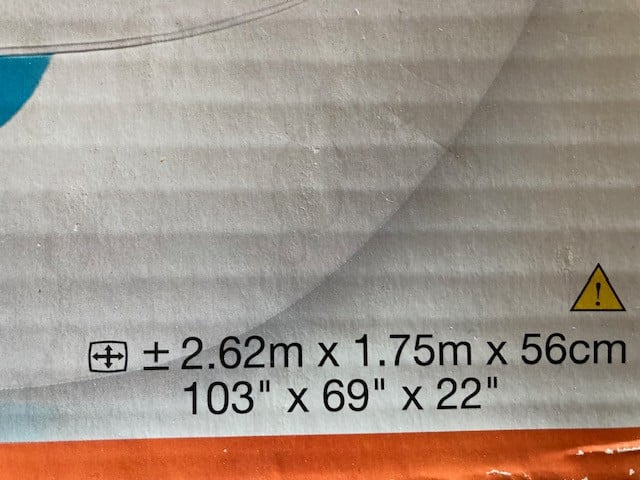 ± 2.62m x 1.75m x 56cm
103" x 69" x 22"